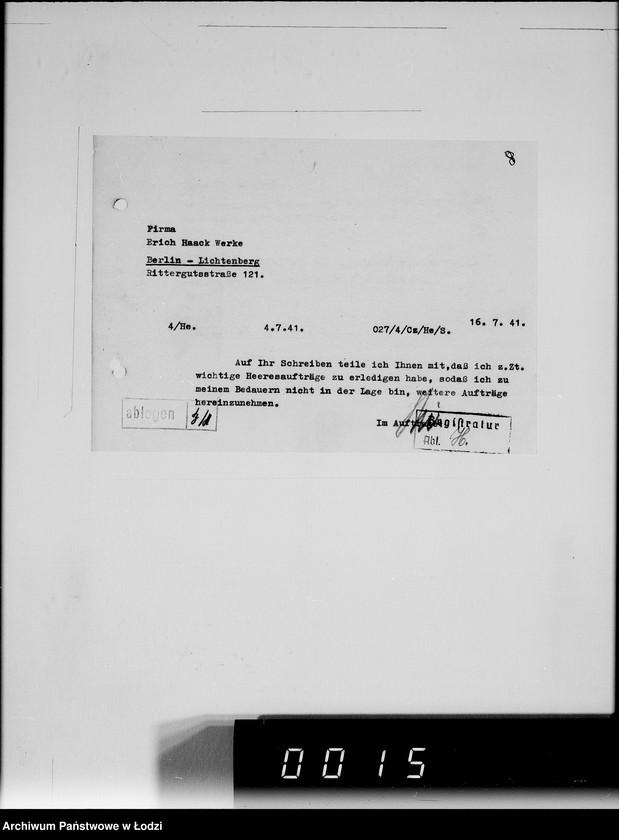 8
Firma
Erich Haack Werke
Berlin - Lichtenberg
Rittergutsstraße 121.
4/He. 4.7.41. 027/4/Cz/He/S. 16. 7. 41.
Auf Ihr Schreiben teile ich Ihnen mit,daß ich z.Zt.
wichtige Heeresaufträge zu erledigen habe, sodaß ich zu
meinem Bedauern nicht in der Lage bin, weitere Aufträge
hereinzunehmen.
ablegen
Im Auftrage
Registratur
Abl. H.
0015
Archiwum Państwowe w Łodzi